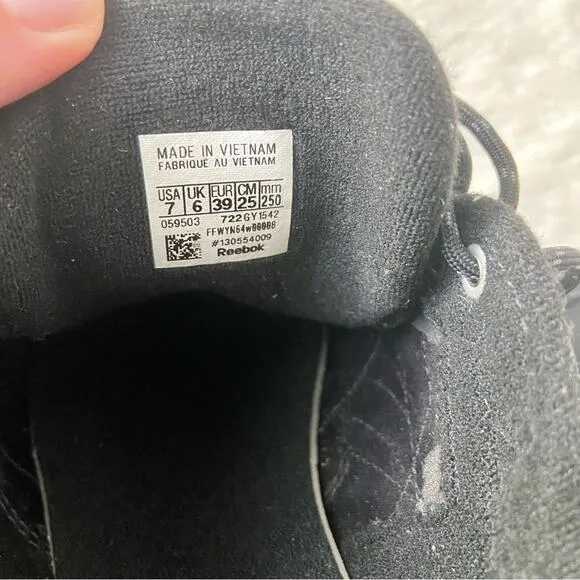 MADE IN VIETNAM
FABRIQUE AU VIETNAM
USA UK EUR CM mm
7 6 39 25 250
059503 722 GY1542
FFWYN64w00008
#130554009
Reebok